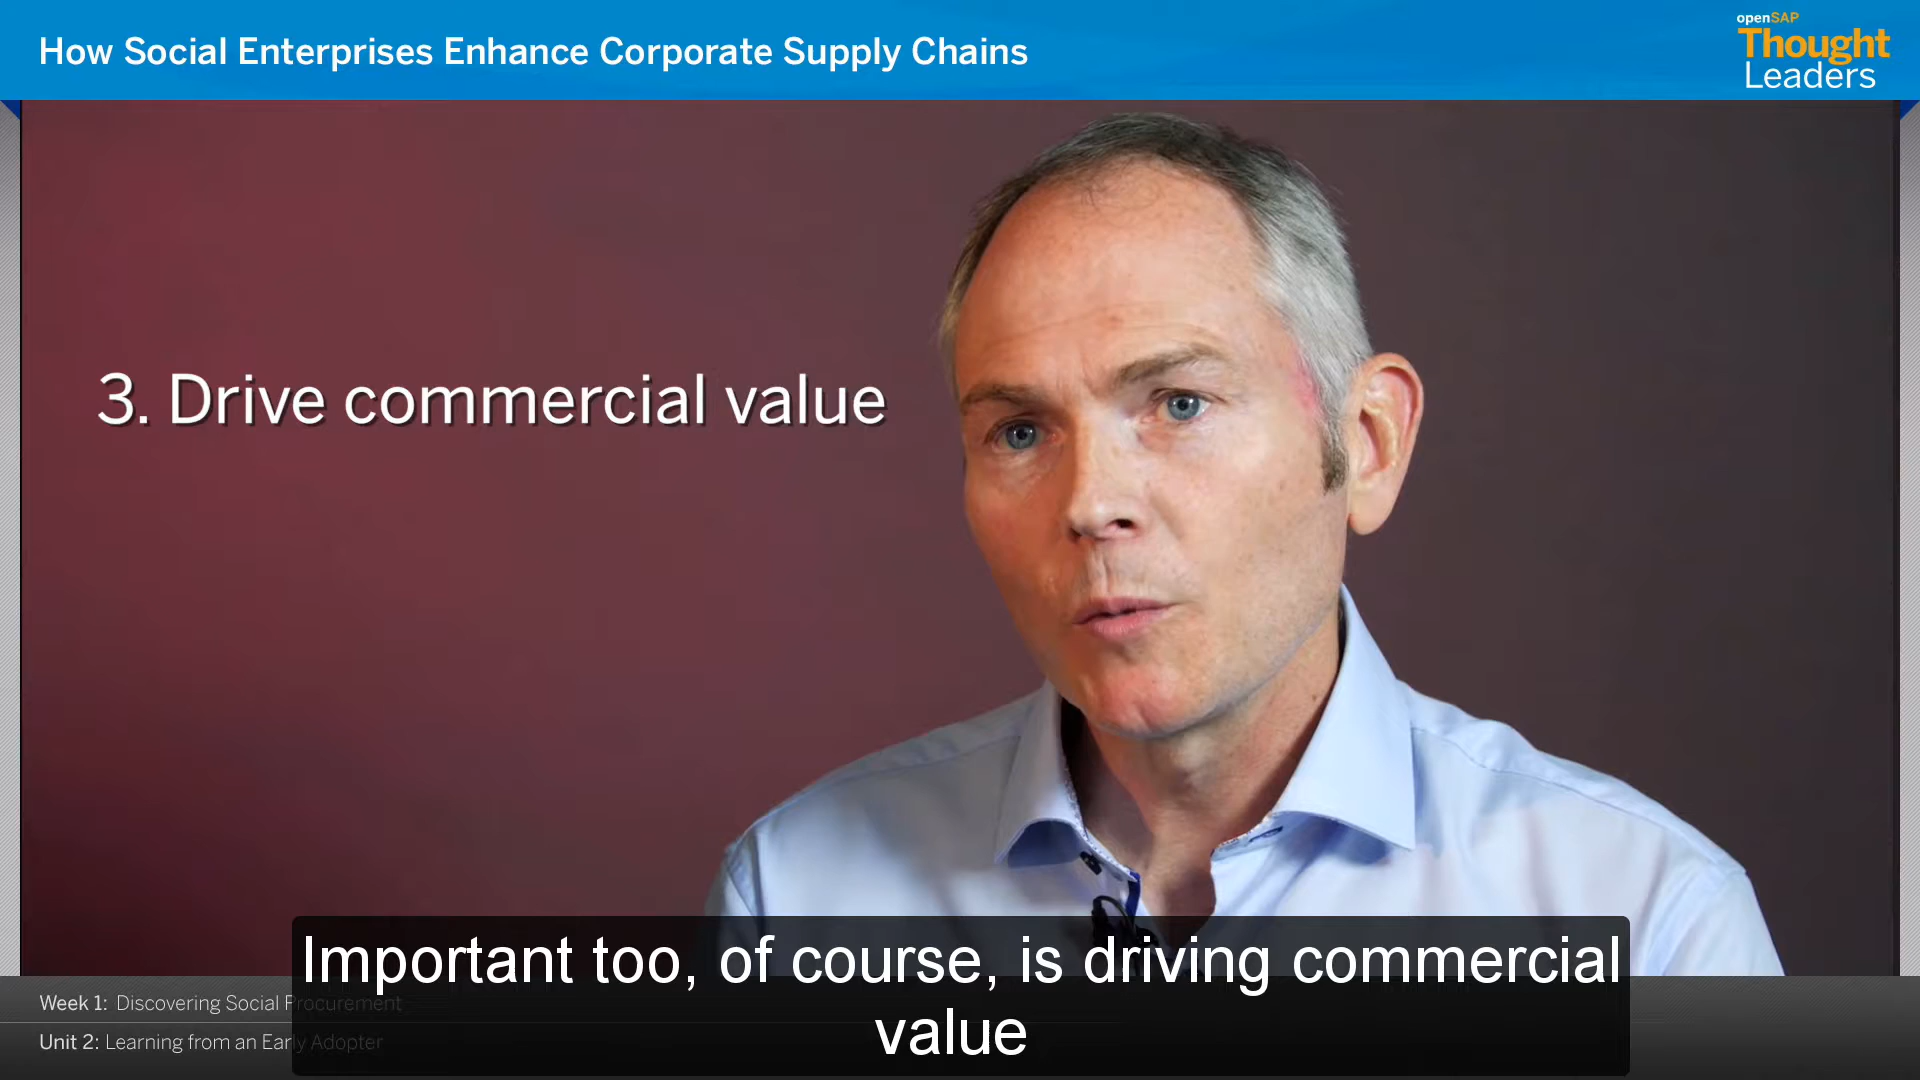 How Social Enterprises Enhance Corporate Supply Chains
openSAP
Thought
Leaders
3. Drive commercial value
Important too, of course, is driving commercial
value
Week 1: Discovering Social Procurement
Unit 2: Learning from an Early Adopter